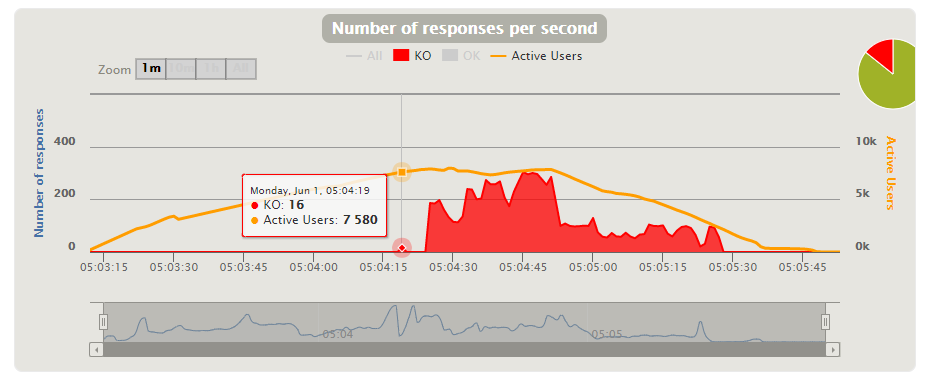 Number of responses per second
All KO OK Active Users
Zoom 1m 10m 1h All
Number of responses
400
200
0
10k
5k
0k
Active Users
Monday, Jun 1, 05:04:19
KO: 16
Active Users: 7 580
05:03:15 05:03:30 05:03:45 05:04:00 05:04:15 05:04:30 05:04:45 05:05:00 05:05:15 05:05:30 05:05:45
05:04 05:05